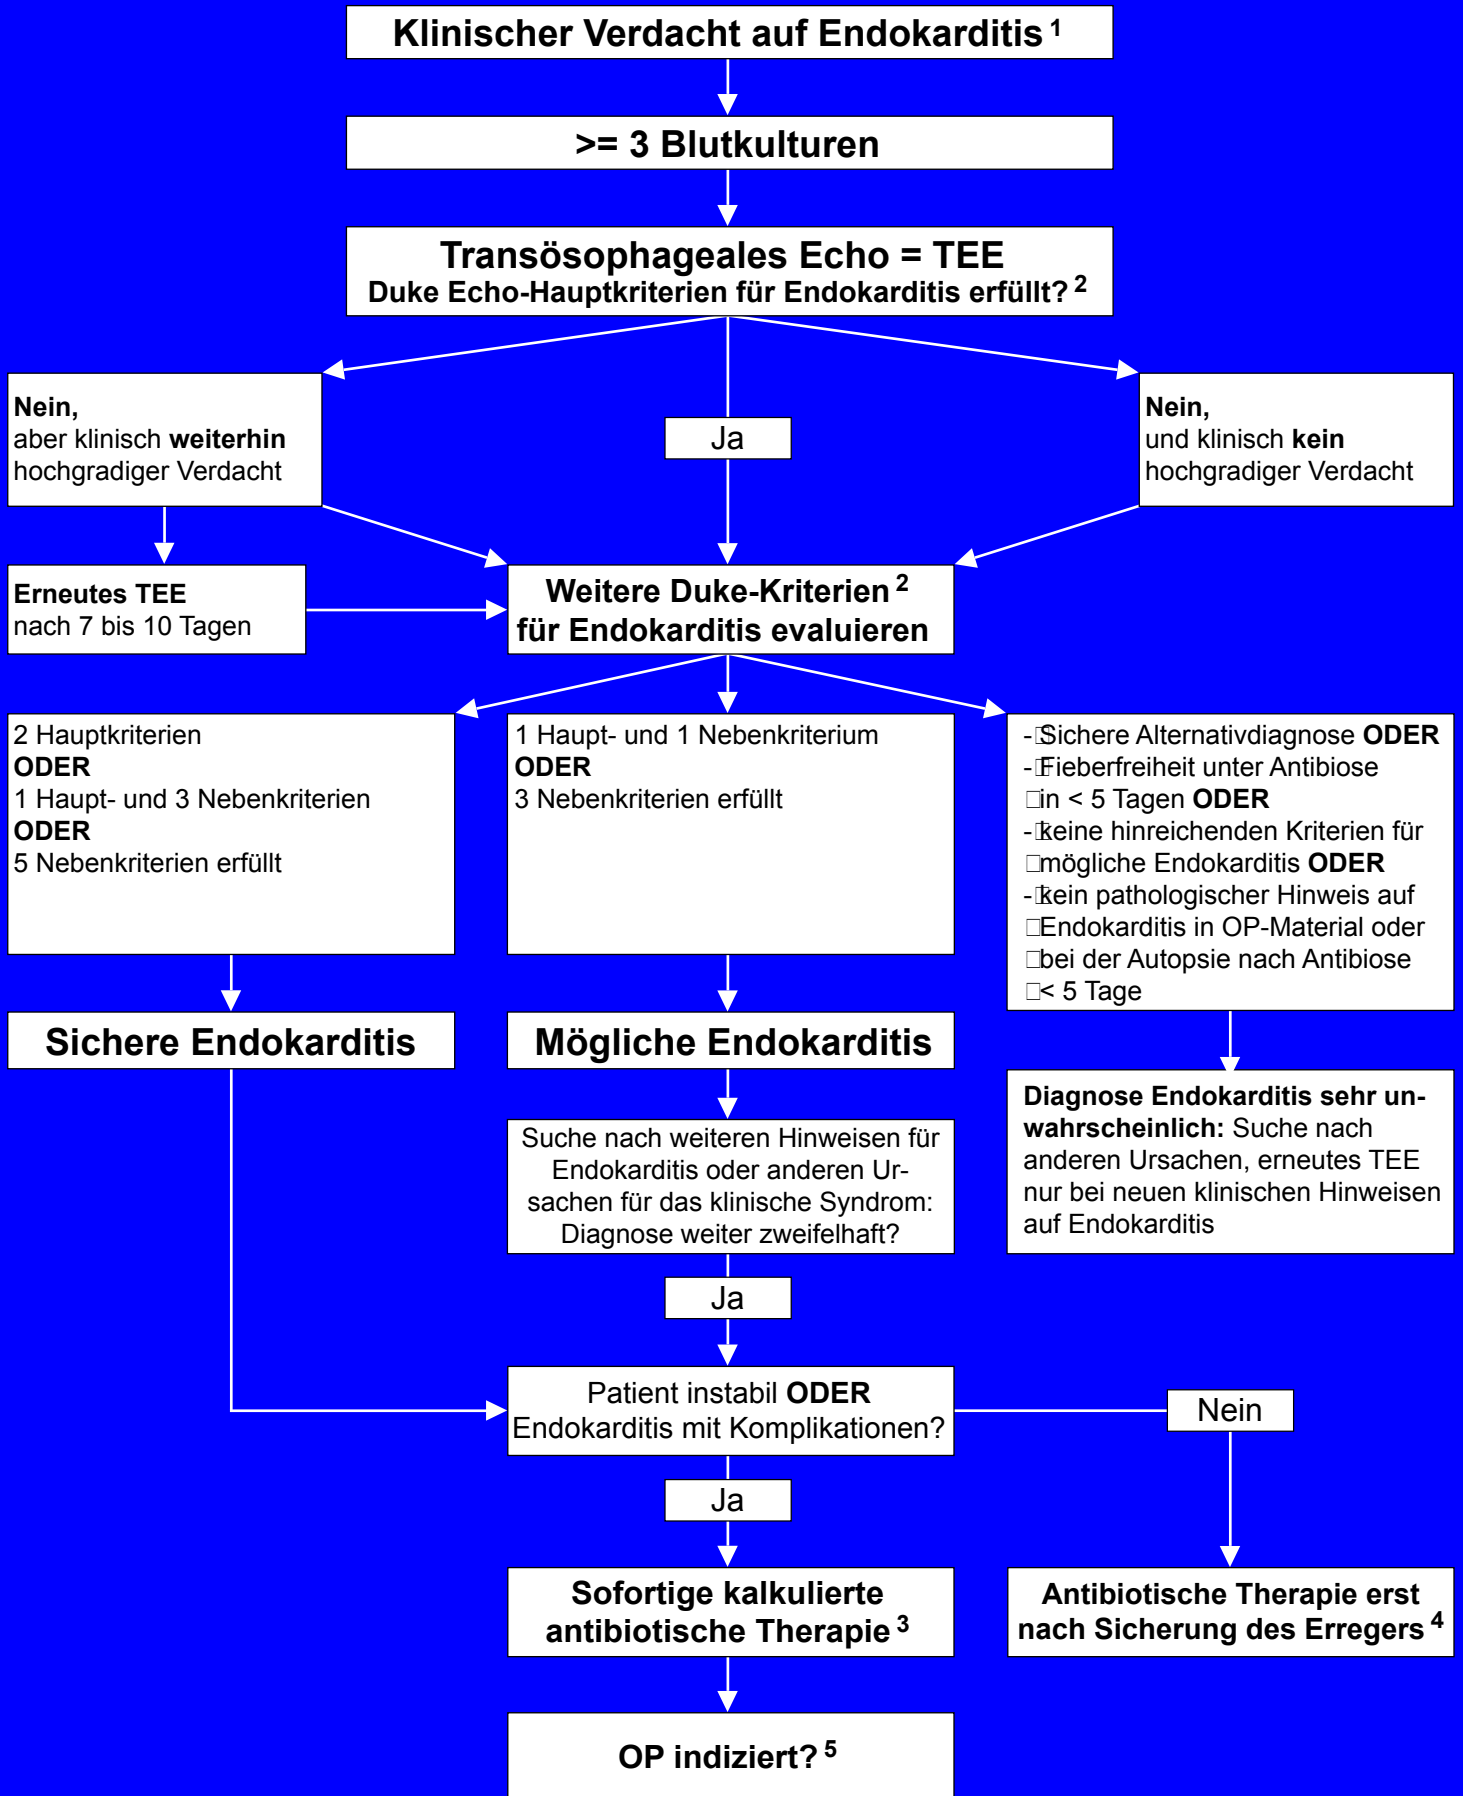 Klinischer Verdacht auf Endokarditis 1
>= 3 Blutkulturen
Transösophageales Echo = TEE
Duke Echo-Hauptkriterien für Endokarditis erfüllt? 2
Nein,
aber klinisch weiterhin
hochgradiger Verdacht
Ja
Nein,
und klinisch kein
hochgradiger Verdacht
Erneutes TEE
nach 7 bis 10 Tagen
Weitere Duke-Kriterien 2
für Endokarditis evaluieren
2 Hauptkriterien
ODER
1 Haupt- und 3 Nebenkriterien
ODER
5 Nebenkriterien erfüllt
1 Haupt- und 1 Nebenkriterium
ODER
3 Nebenkriterien erfüllt
- Sichere Alternativdiagnose ODER
- Fieberfreiheit unter Antibiose
in < 5 Tagen ODER
- keine hinreichenden Kriterien für
mögliche Endokarditis ODER
- kein pathologischer Hinweis auf
Endokarditis in OP-Material oder
bei der Autopsie nach Antibiose
< 5 Tage
Sichere Endokarditis
Mögliche Endokarditis
Diagnose Endokarditis sehr un-
wahrscheinlich: Suche nach
anderen Ursachen, erneutes TEE
nur bei neuen klinischen Hinweisen
auf Endokarditis
Suche nach weiteren Hinweisen für
Endokarditis oder anderen Ur-
sachen für das klinische Syndrom:
Diagnose weiter zweifelhaft?
Ja
Patient instabil ODER
Endokarditis mit Komplikationen?
Nein
Ja
Sofortige kalkulierte
antibiotische Therapie 3
Antibiotische Therapie erst
nach Sicherung des Erregers 4
OP indiziert? 5